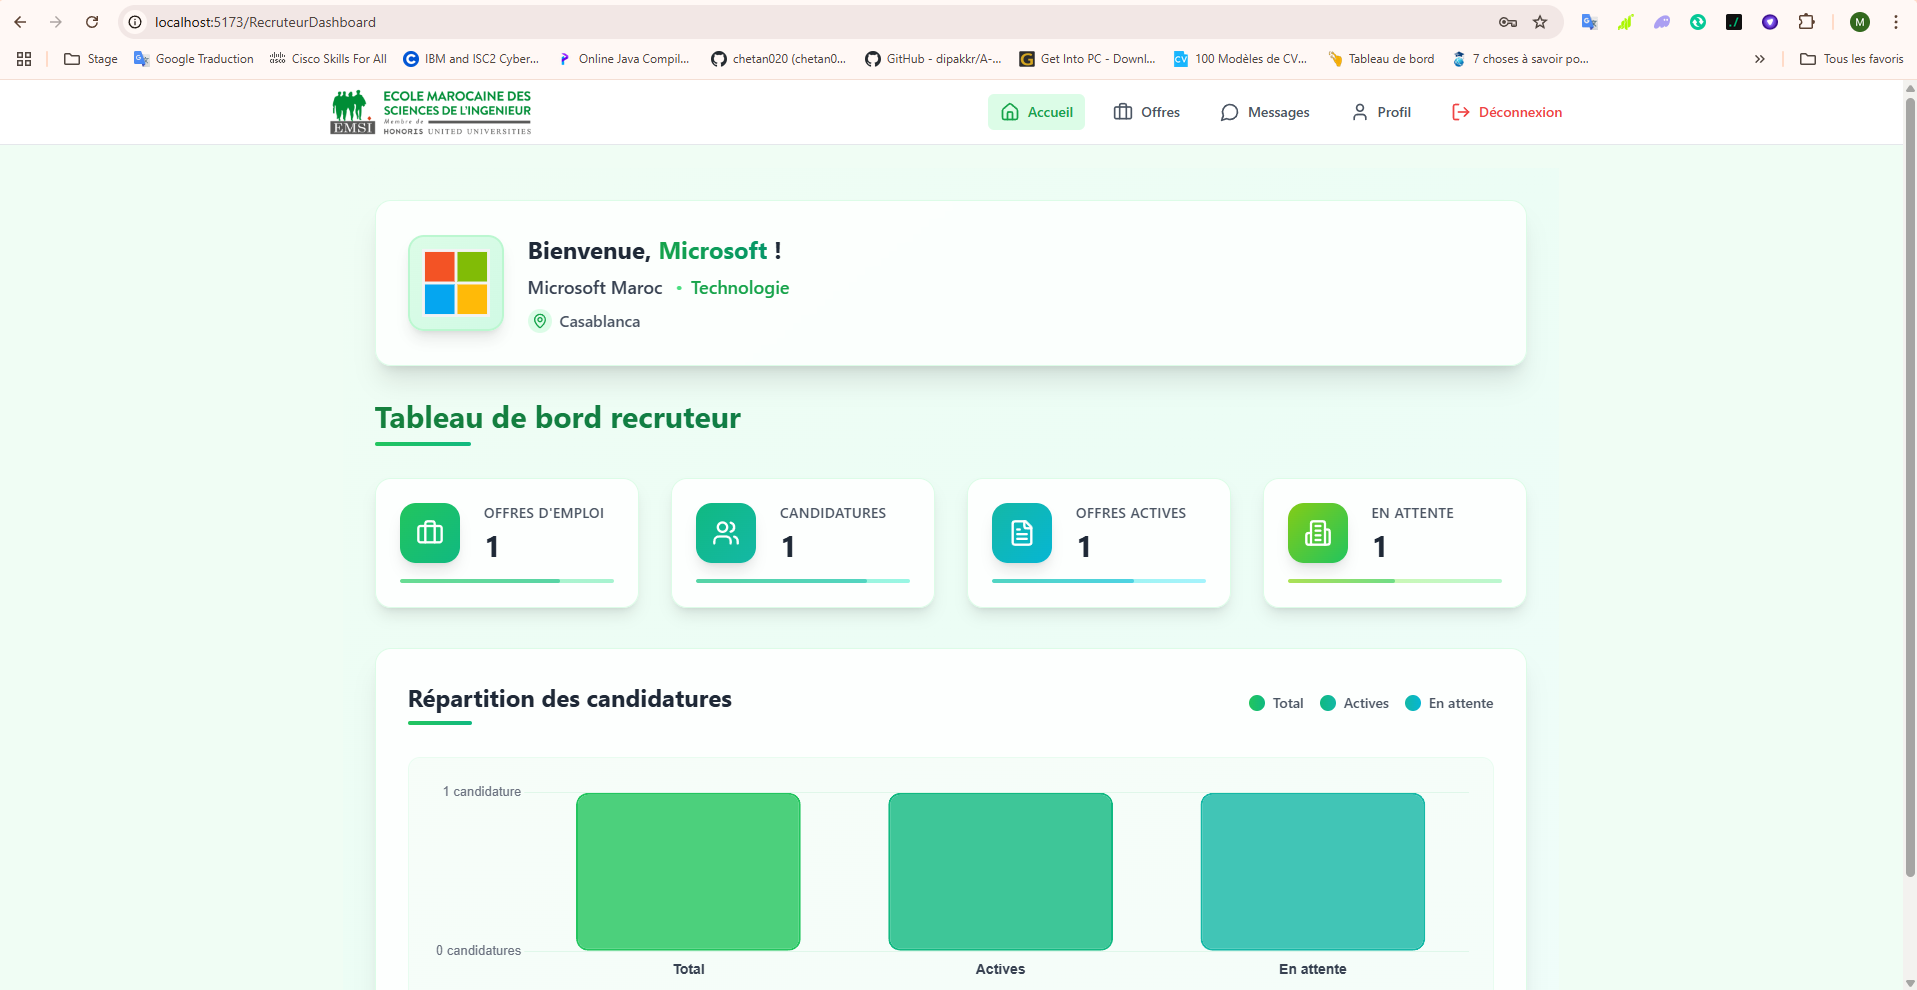 localhost:5173/RecruteurDashboard
M
Stage
Google Traduction
Cisco Skills For All
IBM and ISC2 Cyber...
Online Java Compil...
chetan020 (chetan0...
GitHub - dipakkr/A-...
Get Into PC - Downl...
CV
100 Modèles de CV...
Tableau de bord
7 choses à savoir po...
Tous les favoris
EMSI
ECOLE MAROCAINE DES
SCIENCES DE L'INGENIEUR
Membre de
HONORIS UNITED UNIVERSITIES
Accueil
Offres
Messages
Profil
Déconnexion
Bienvenue, Microsoft !
Microsoft Maroc • Technologie
Casablanca
Tableau de bord recruteur
OFFRES D'EMPLOI
1
CANDIDATURES
1
OFFRES ACTIVES
1
EN ATTENTE
1
Répartition des candidatures
Total
Actives
En attente
1 candidature
0 candidatures
Total
Actives
En attente